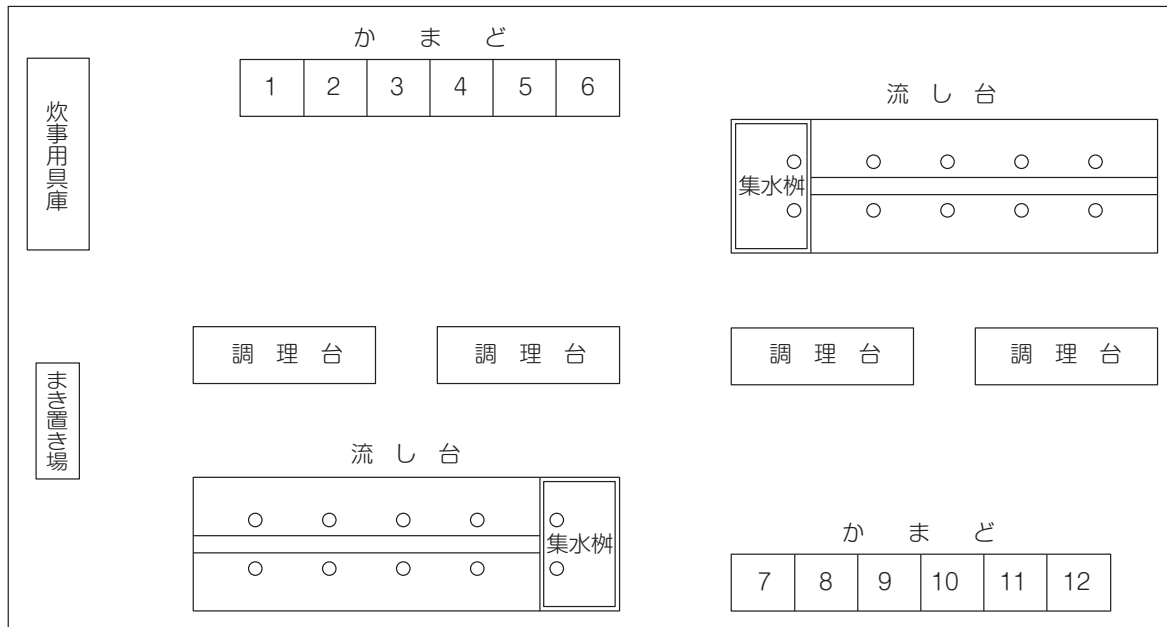 かまど
1 2 3 4 5 6
炊事用具庫
流し台
集水桝
調理台
調理台
調理台
調理台
まき置き場
流し台
集水桝
かまど
7 8 9 10 11 12